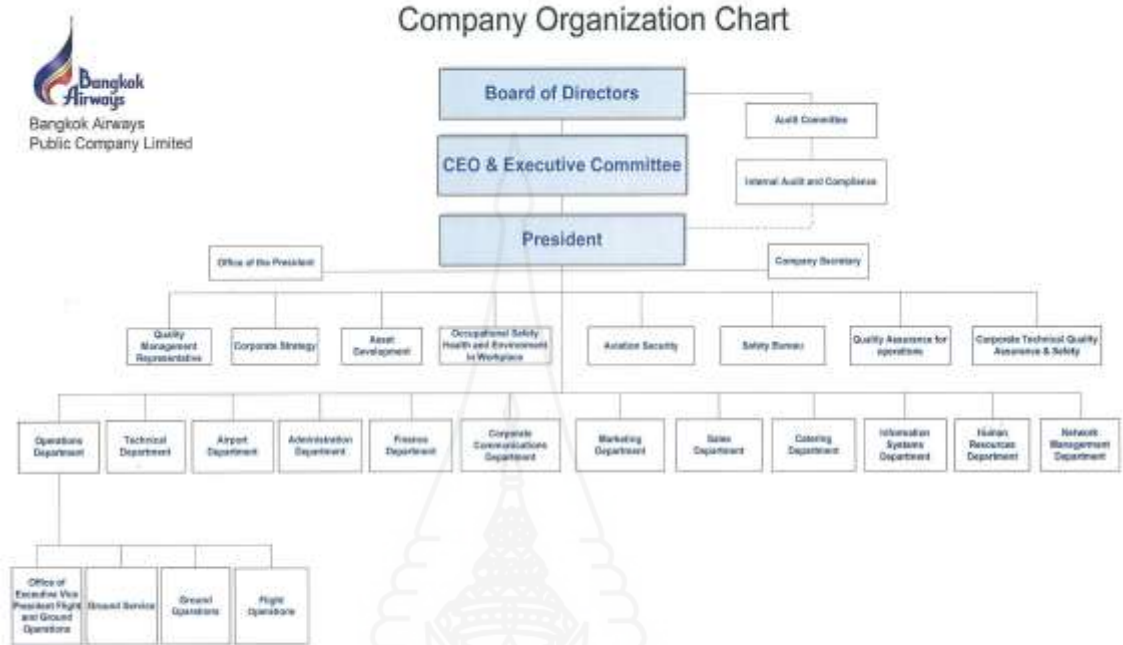 Company Organization Chart
Bangkok
Airways
Bangkok Airways
Public Company Limited
Board of Directors
Audit Committee
CEO & Executive Committee
Internal Audit and Compliance
President
Office of the President
Company Secretary
Quality
Management
Representative
Corporate Strategy
Asset
Development
Occupational Safety
Health and Environment
in Workplace
Aviation Security
Safety Bureau
Quality Assurance for
operations
Corporate Technical Quality
Assurance & Safety
Operations
Department
Technical
Department
Airport
Department
Administration
Department
Finance
Department
Corporate
Communications
Department
Marketing
Department
Sales
Department
Catering
Department
Information
Systems
Department
Human
Resources
Department
Network
Management
Department
Office of
Executive Vice
President Flight
and Ground
Operations
Ground Service
Ground
Operations
Flight
Operations